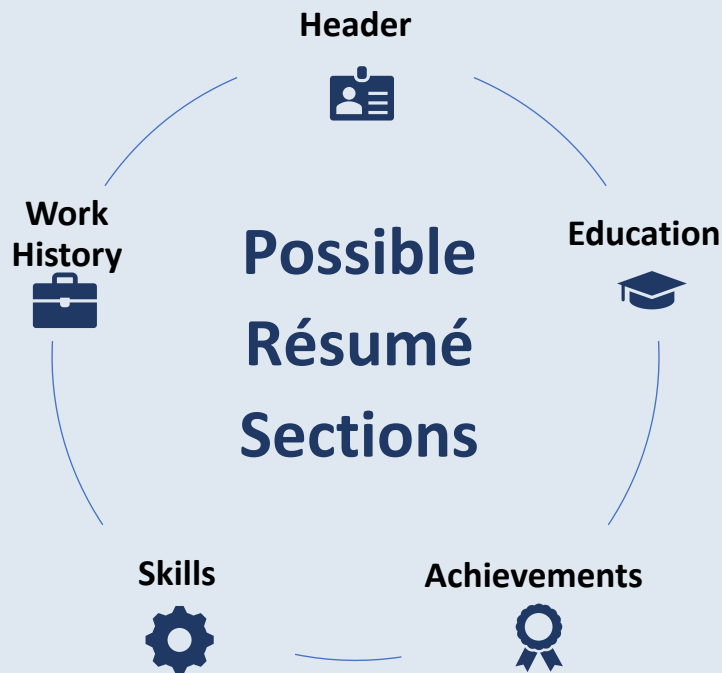 Header
Work
History
Possible
Résumé
Sections
Education
Skills
Achievements